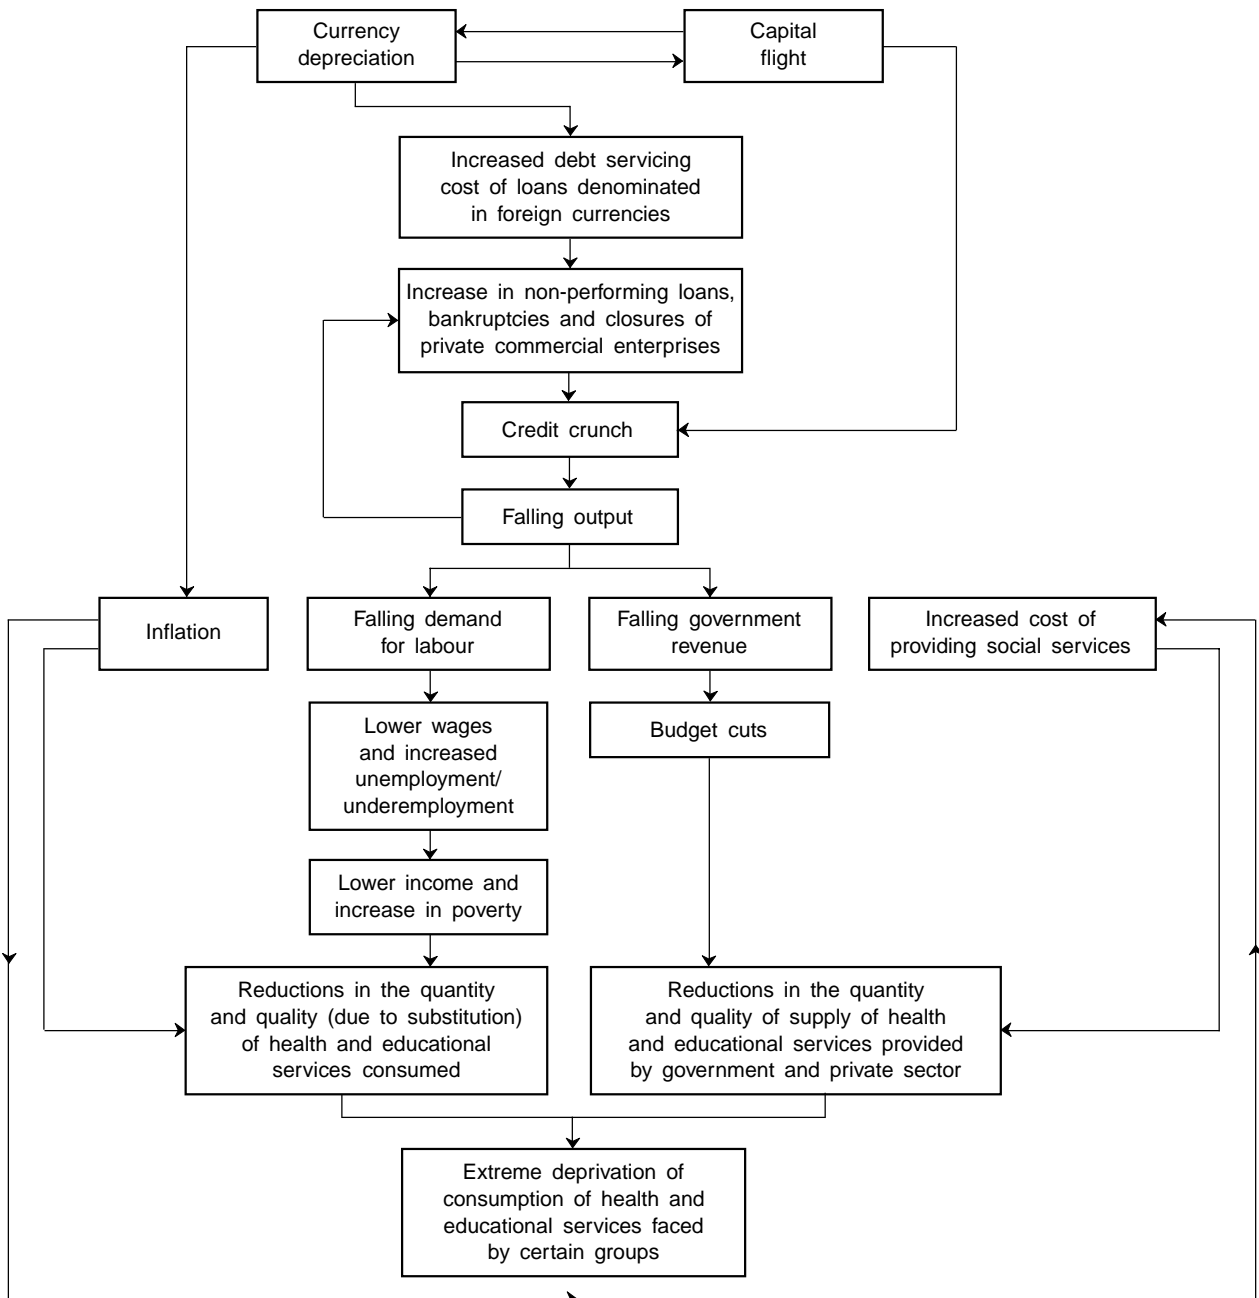 Currency
depreciation
Capital
flight
Increased debt servicing
cost of loans denominated
in foreign currencies
Increase in non-performing loans,
bankruptcies and closures of
private commercial enterprises
Credit crunch
Falling output
Inflation
Falling demand
for labour
Falling government
revenue
Increased cost of
providing social services
Lower wages
and increased
unemployment/
underemployment
Budget cuts
Lower income and
increase in poverty
Reductions in the quantity
and quality (due to substitution)
of health and educational
services consumed
Reductions in the quantity
and quality of supply of health
and educational services provided
by government and private sector
Extreme deprivation of
consumption of health and
educational services faced
by certain groups